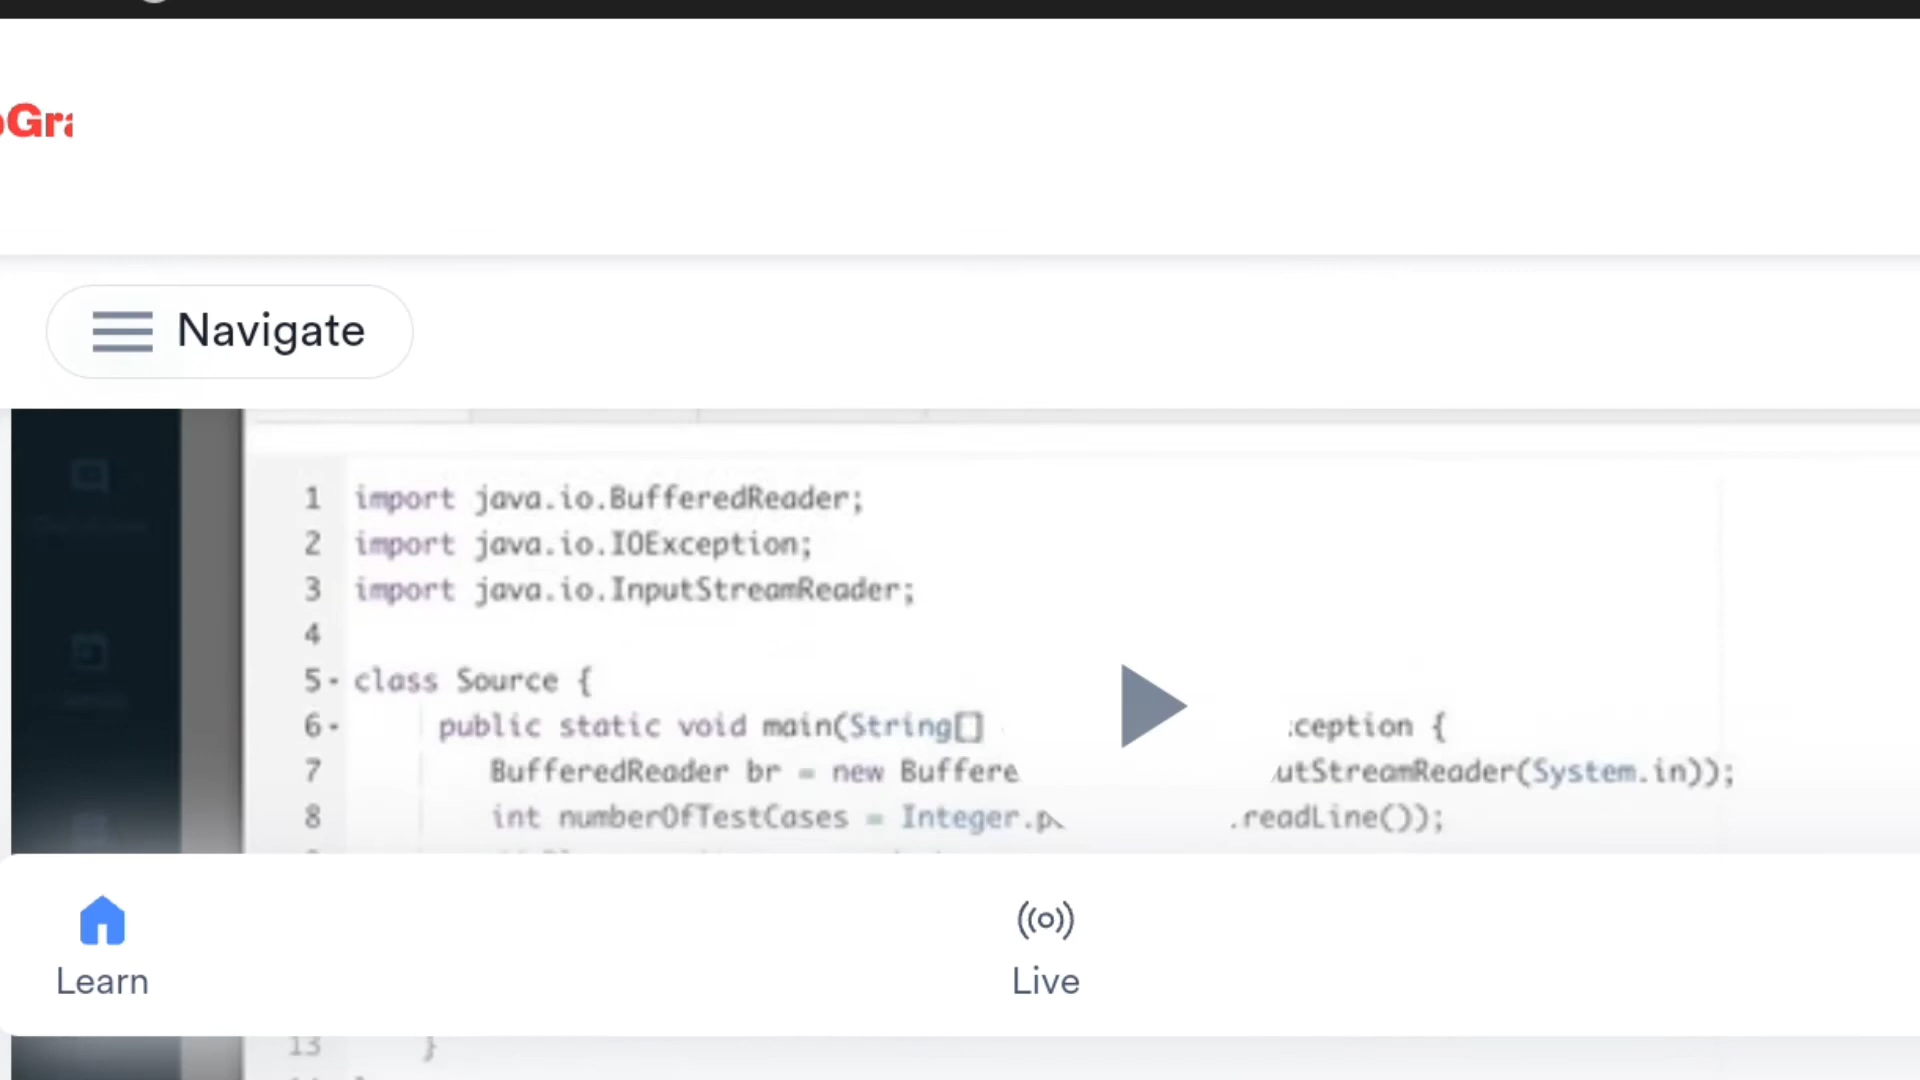 Gra
Navigate
1 import java.io.BufferedReader;
2 import java.io.IOException;
3 import java.io.InputStreamReader;
4
5 class Source {
6 public static void main(String[] ception {
7 BufferedReader br = new Buffere utStreamReader(System.in));
8 int numberOfTestCases = Integer.p .readLine());
Learn
Live
13 }